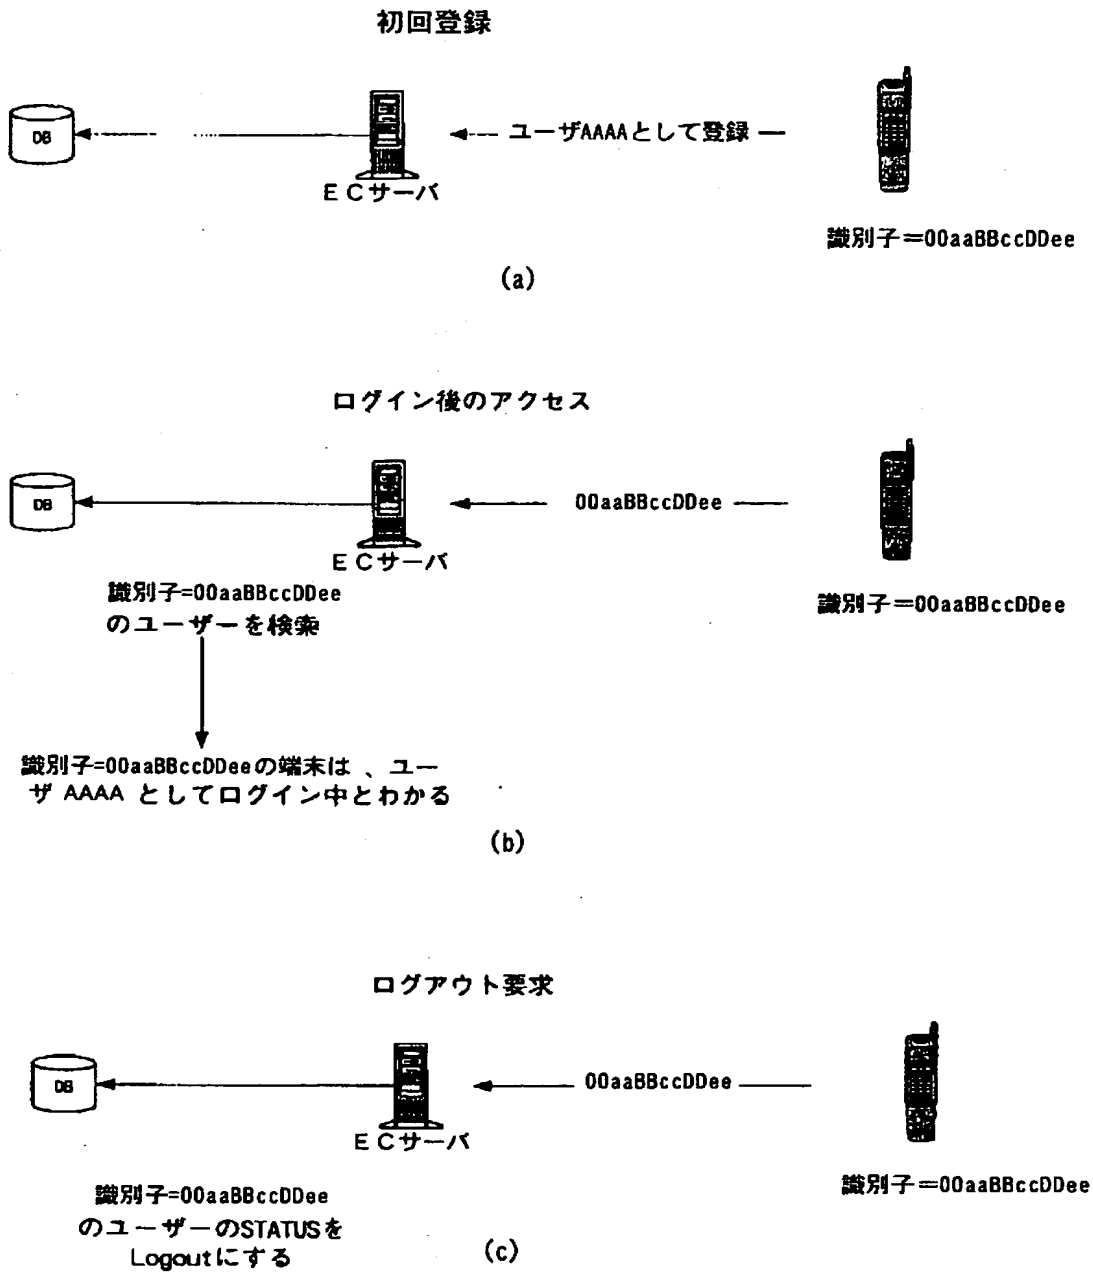 初回登録
DB
ユーザAAAAとして登録
ECサーバ
識別子=00aaBBccDDee
(a)
ログイン後のアクセス
DB
00aaBBccDDee
ECサーバ
識別子=00aaBBccDDee
のユーザーを検索
識別子=00aaBBccDDee
識別子=00aaBBccDDeeの端末は、ユー
ザ AAAA としてログイン中とわかる
(b)
ログアウト要求
DB
00aaBBccDDee
ECサーバ
識別子=00aaBBccDDee
識別子=00aaBBccDDee
のユーザーのSTATUSを
Logoutにする
(c)